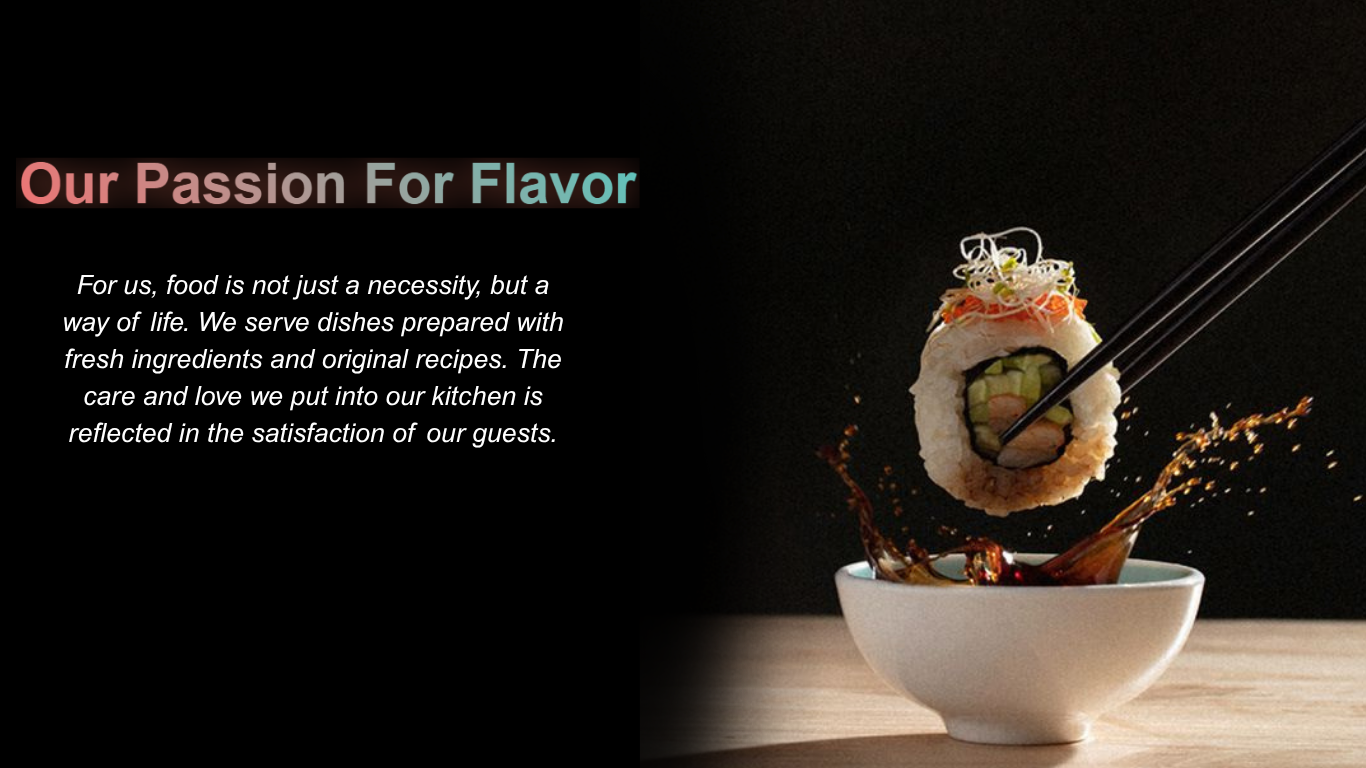 Our Passion For Flavor
For us, food is not just a necessity, but a
way of life. We serve dishes prepared with
fresh ingredients and original recipes. The
care and love we put into our kitchen is
reflected in the satisfaction of our guests.